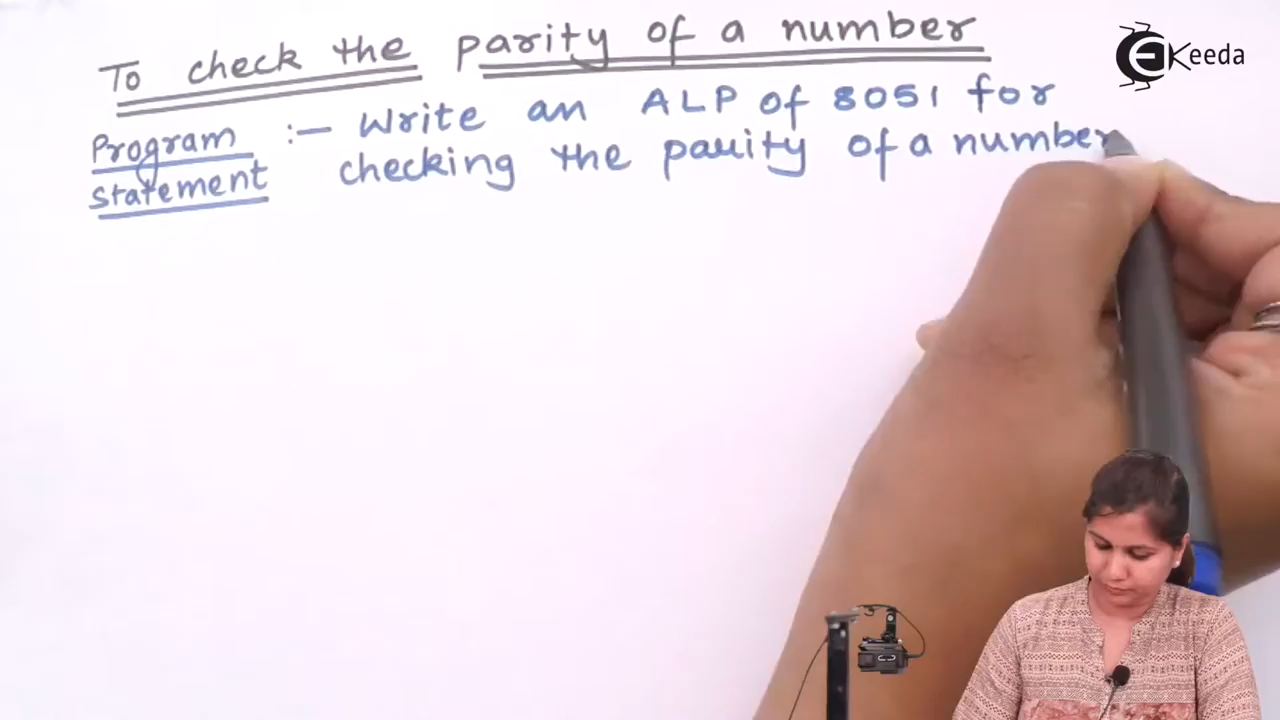 To check the parity of a number
EKeeda
Program :- Write an ALP of 8051 for
Statement checking the parity of a number